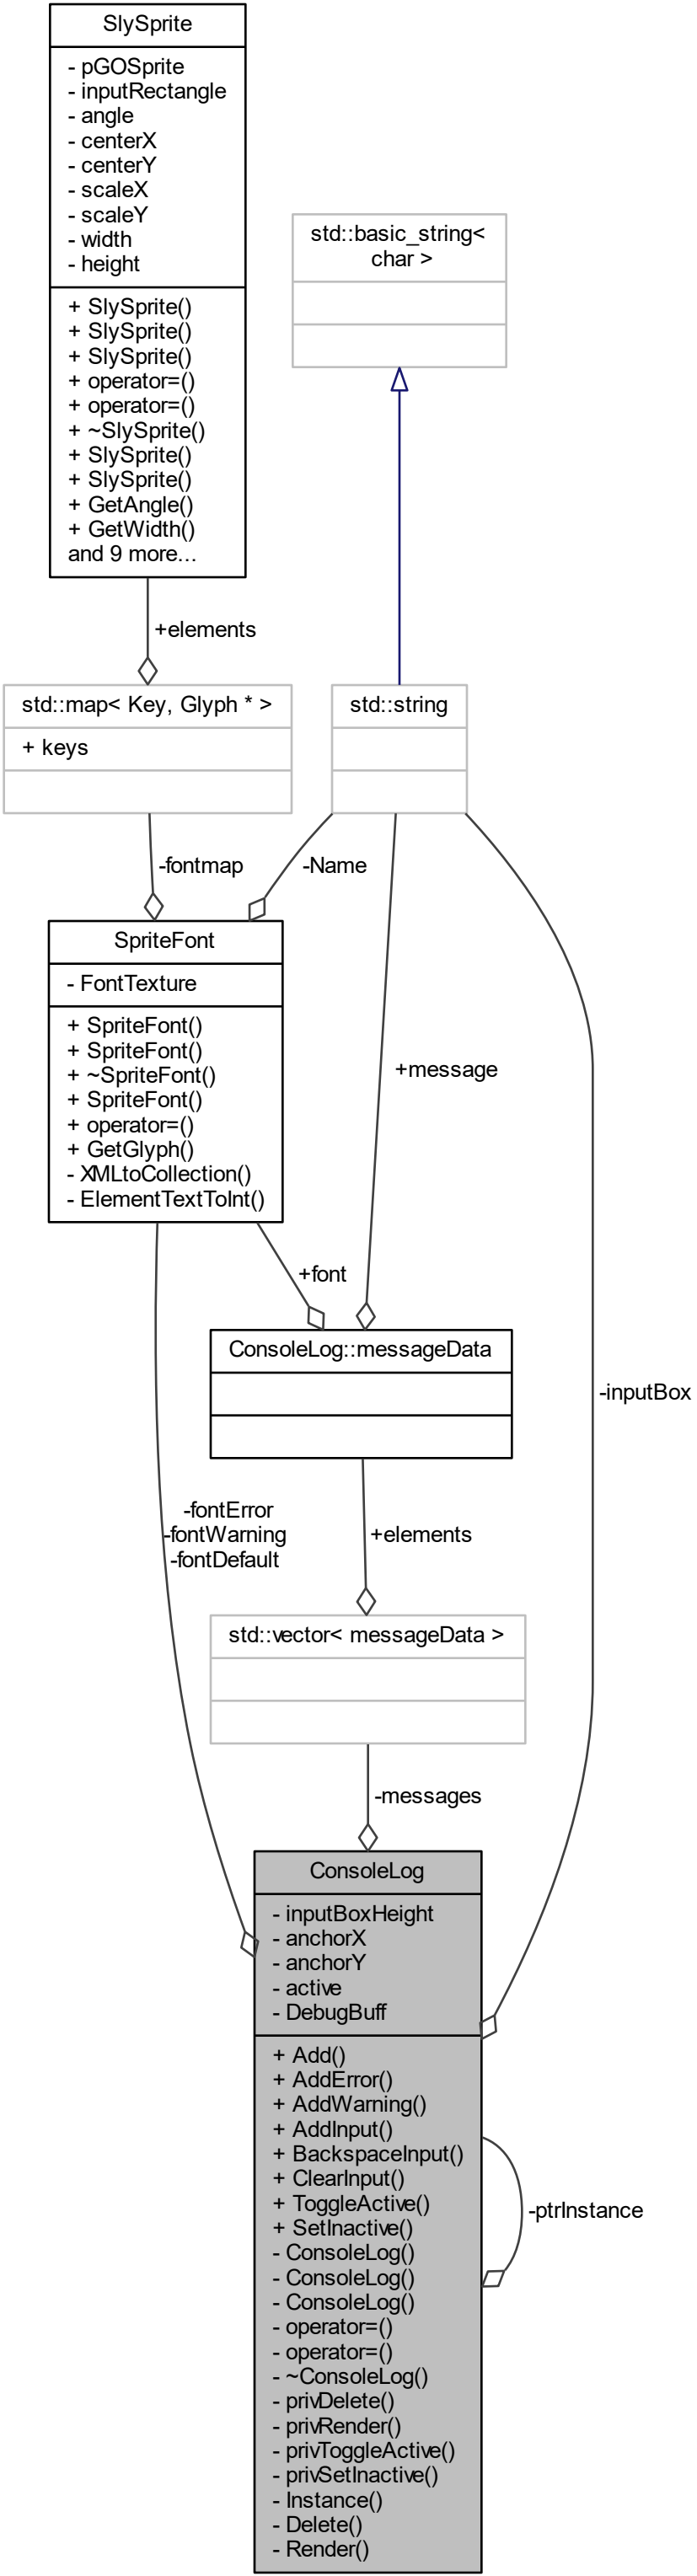 SlySprite
- pGOSprite
- inputRectangle
- angle
- centerX
- centerY
- scaleX
- scaleY
- width
- height
+ SlySprite()
+ SlySprite()
+ SlySprite()
+ operator=()
+ operator=()
+ ~SlySprite()
+ SlySprite()
+ SlySprite()
+ GetAngle()
+ GetWidth()
and 9 more...
std::basic_string<
char >
+elements
std::map< Key, Glyph * >
+ keys
std::string
-fontmap
-Name
SpriteFont
- FontTexture
+ SpriteFont()
+ SpriteFont()
+ ~SpriteFont()
+ SpriteFont()
+ operator=()
+ GetGlyph()
- XMLtoCollection()
- ElementTextToInt()
+message
+font
ConsoleLog::messageData
-inputBox
-fontError
-fontWarning
-fontDefault
+elements
std::vector< messageData >
-messages
ConsoleLog
- inputBoxHeight
- anchorX
- anchorY
- active
- DebugBuff
+ Add()
+ AddError()
+ AddWarning()
+ AddInput()
+ BackspaceInput()
+ ClearInput()
+ ToggleActive()
+ SetInactive()
- ConsoleLog()
- ConsoleLog()
- ConsoleLog()
- operator=()
- operator=()
- ~ConsoleLog()
- privDelete()
- privRender()
- privToggleActive()
- privSetInactive()
- Instance()
- Delete()
- Render()
-ptrInstance